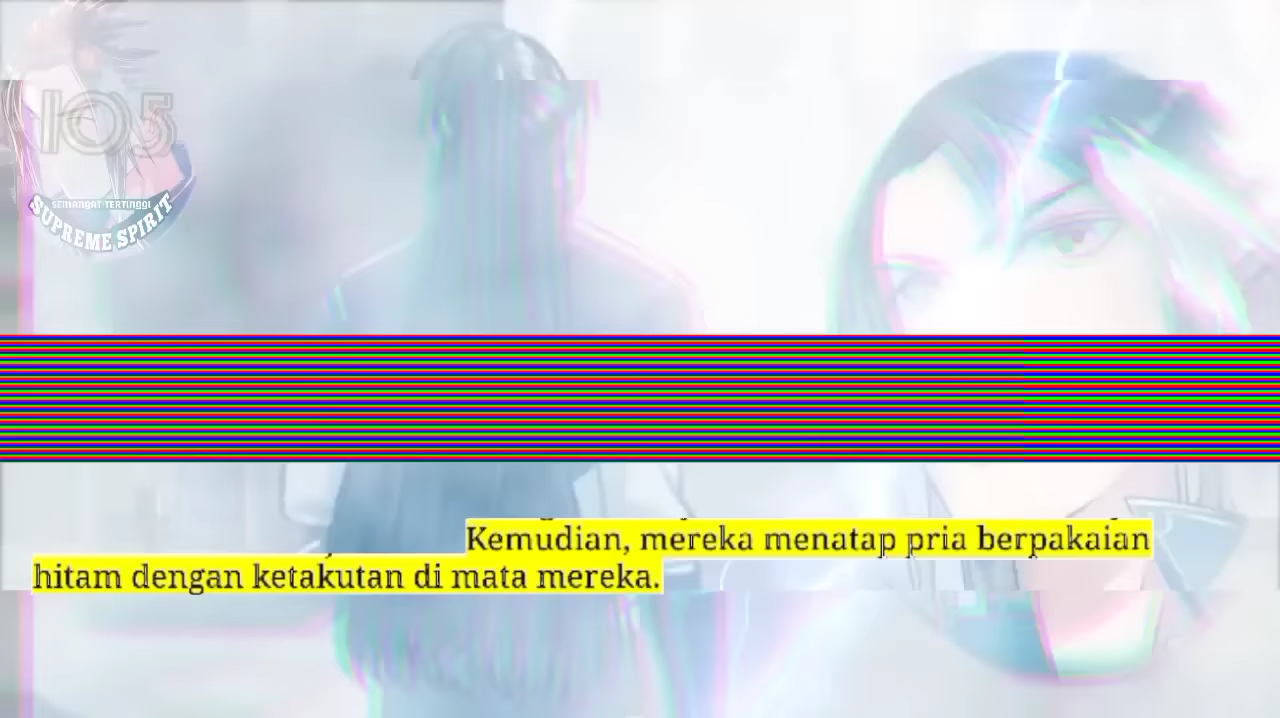 105
SEMANGAT TERTINGGI
SUPREME SPIRIT
Kemudian, mereka menatap pria berpakaian
hitam dengan ketakutan di mata mereka.